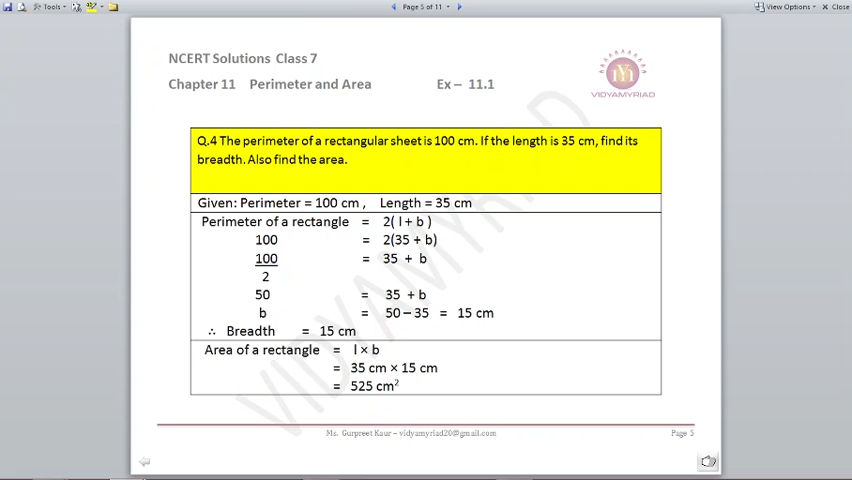 Tools
Page 5 of 11
View Options
Close
NCERT Solutions Class 7
Chapter 11 Perimeter and Area Ex – 11.1
VIDYAMYRIAD
Q.4 The perimeter of a rectangular sheet is 100 cm. If the length is 35 cm, find its
breadth. Also find the area.
Given: Perimeter = 100 cm , Length = 35 cm
Perimeter of a rectangle = 2( l + b )
100 = 2(35 + b)
100 = 35 + b
2
50 = 35 + b
b = 50 – 35 = 15 cm
∴ Breadth = 15 cm
Area of a rectangle = l × b
= 35 cm × 15 cm
= 525 cm²
VIDYAMYRIAD
Ms. Gurpreet Kaur – vidyamyriad20@gmail.com Page 5